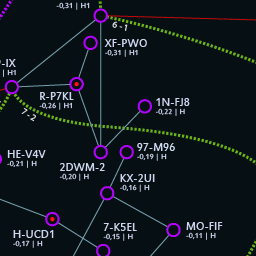 -0,31 | H1
6 - 1
XF-PWO
-0,31 | H1
-IX
| H1
R-P7KL
-0,26 | H1
1N-FJ8
-0,22 | H
7 - 2
HE-V4V
-0,21 | H
97-M96
-0,19 | H
2DWM-2
-0,20 | H
KX-2UI
-0,16 | H
H-UCD1
-0,17 | H
7-K5EL
-0,15 | H
MO-FIF
-0,11 | H